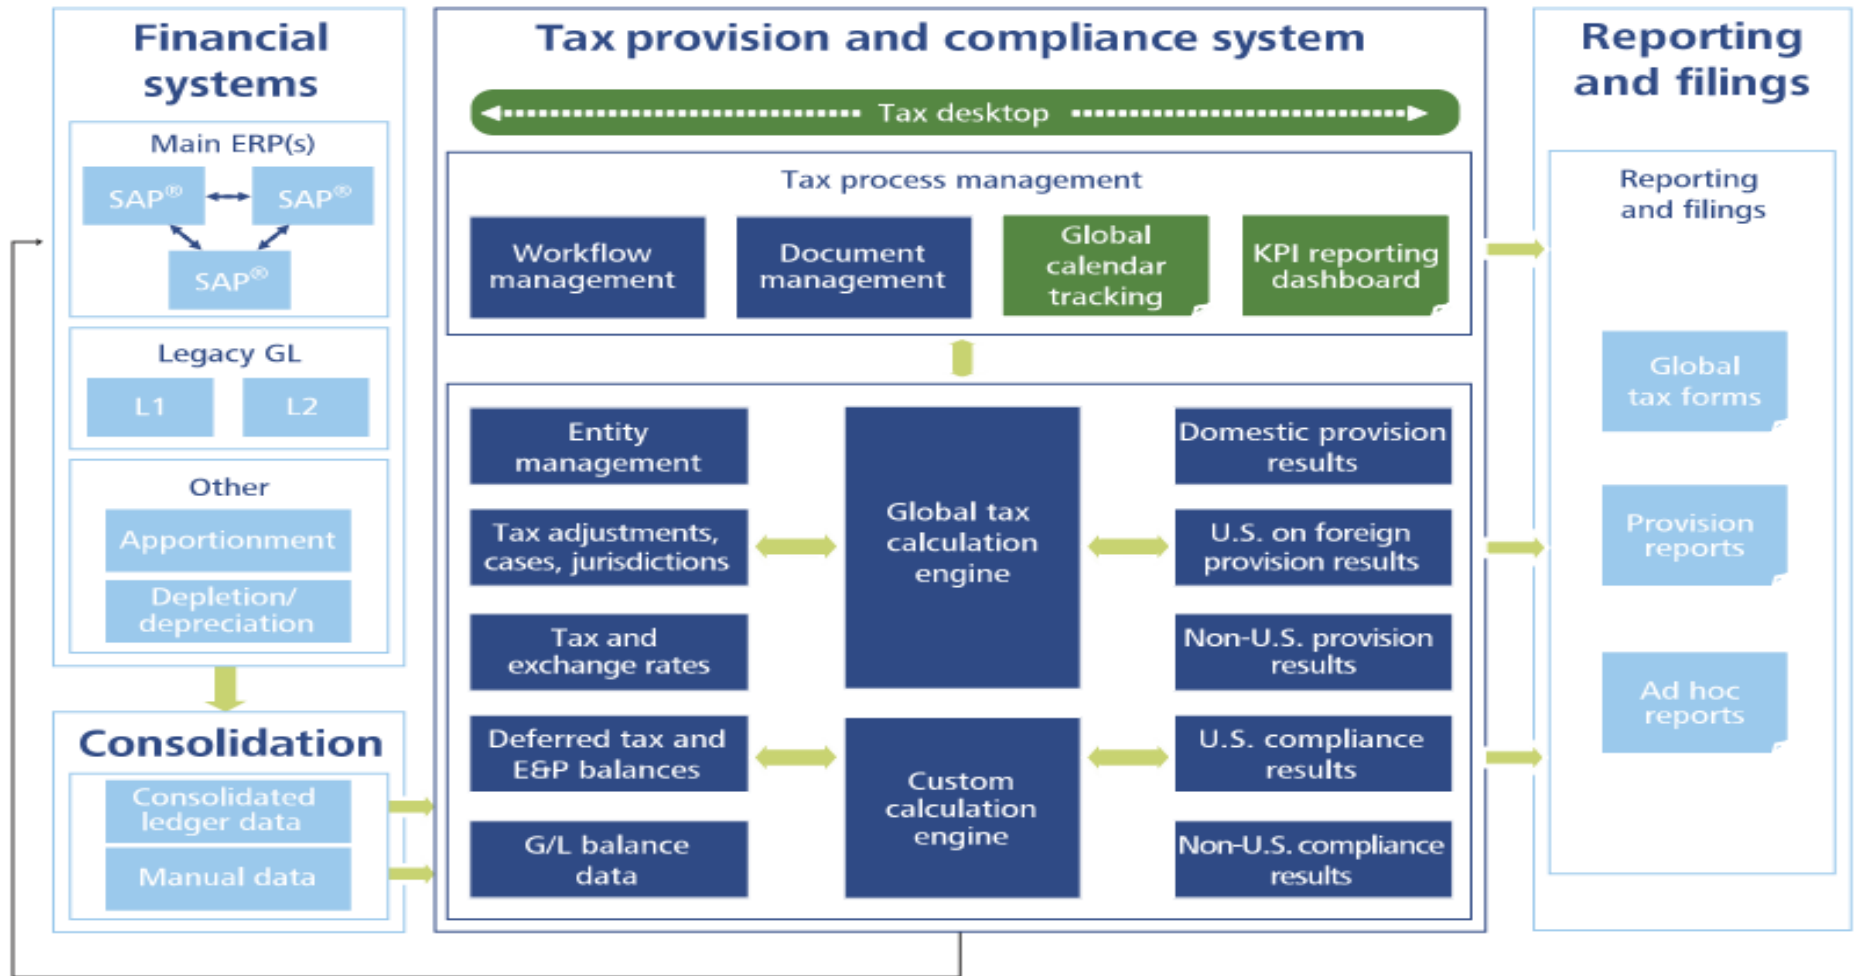 Financial
systems
Main ERP(s)
SAP®
SAP®
SAP®
Legacy GL
L1
L2
Other
Apportionment
Depletion/
depreciation
Consolidation
Consolidated
ledger data
Manual data
Tax provision and compliance system
Tax desktop
Tax process management
Workflow
management
Document
management
Global
calendar
tracking
KPI reporting
dashboard
Entity
management
Tax adjustments,
cases, jurisdictions
Tax and
exchange rates
Deferred tax and
E&P balances
G/L balance
data
Global tax
calculation
engine
Custom
calculation
engine
Domestic provision
results
U.S. on foreign
provision results
Non-U.S. provision
results
U.S. compliance
results
Non-U.S. compliance
results
Reporting
and filings
Reporting
and filings
Global
tax forms
Provision
reports
Ad hoc
reports